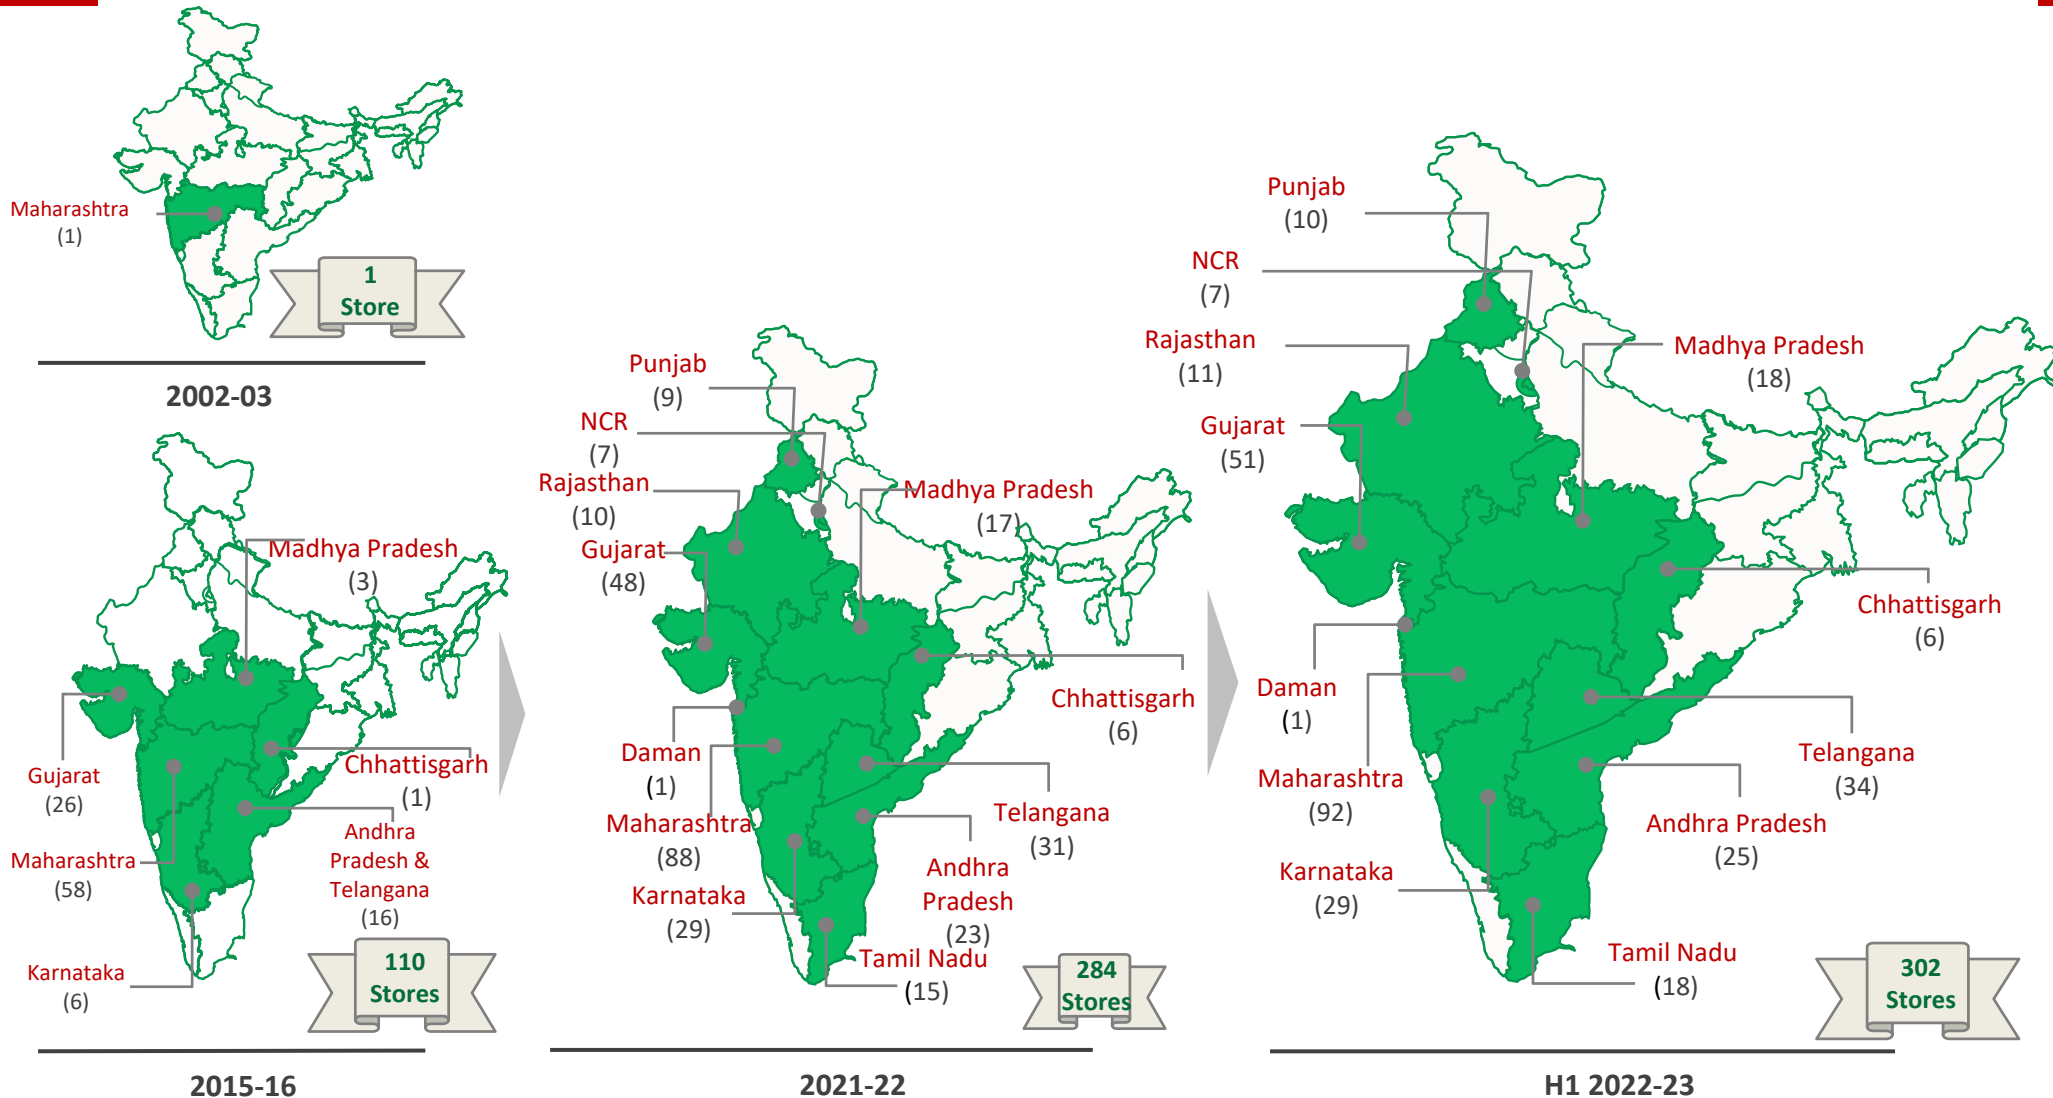 Maharashtra
(1)
1
Store
2002-03
Madhya Pradesh
(3)
Gujarat
(26)
Chhattisgarh
(1)
Maharashtra
(58)
Andhra
Pradesh &
Telangana
(16)
Karnataka
(6)
110
Stores
2015-16
Punjab
(9)
NCR
(7)
Rajasthan
(10)
Madhya Pradesh
(17)
Gujarat
(48)
Chhattisgarh
(6)
Daman
(1)
Maharashtra
(88)
Telangana
(31)
Karnataka
(29)
Andhra
Pradesh
(23)
Tamil Nadu
(15)
284
Stores
2021-22
Punjab
(10)
NCR
(7)
Rajasthan
(11)
Madhya Pradesh
(18)
Gujarat
(51)
Chhattisgarh
(6)
Daman
(1)
Maharashtra
(92)
Telangana
(34)
Andhra Pradesh
(25)
Karnataka
(29)
Tamil Nadu
(18)
302
Stores
H1 2022-23